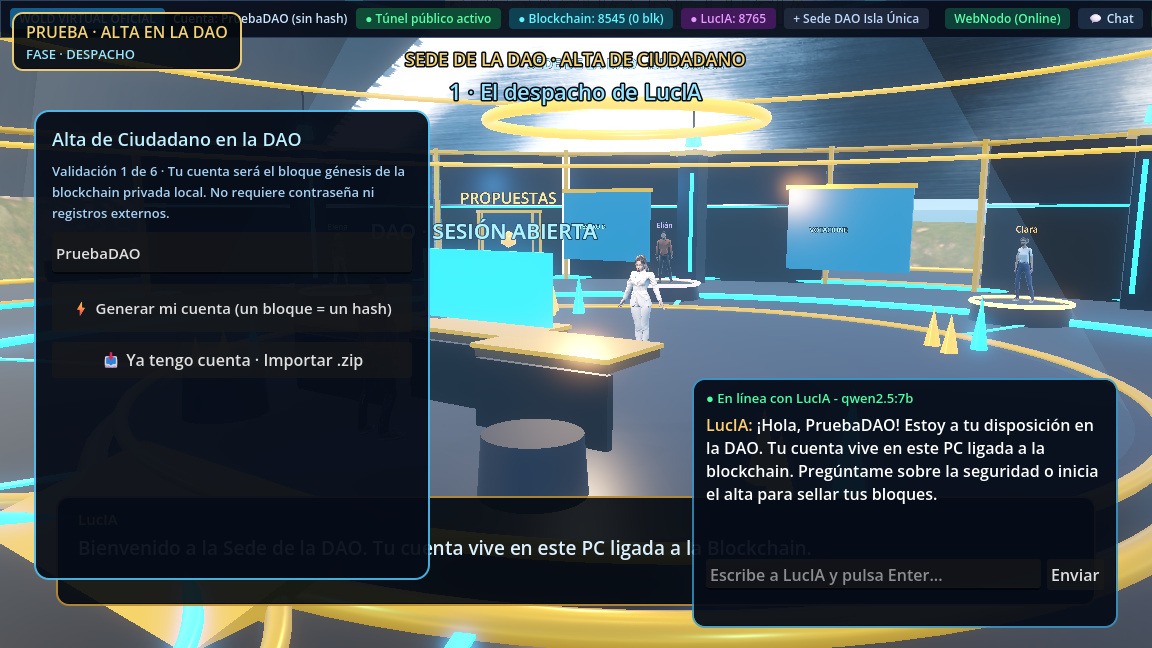 WOLD VIRTUAL OFICIAL
Cuenta: PruebaDAO (sin hash)
● Túnel público activo
● Blockchain: 8545 (0 blk)
● LucIA: 8765
+ Sede DAO Isla Única
WebNodo (Online)
Chat
PRUEBA · ALTA EN LA DAO
FASE · DESPACHO
SEDE DE LA DAO · ALTA DE CIUDADANO
1 · El despacho de LucIA
Alta de Ciudadano en la DAO
Validación 1 de 6 · Tu cuenta será el bloque génesis de la
blockchain privada local. No requiere contraseña ni
registros externos.
PruebaDAO
Generar mi cuenta (un bloque = un hash)
Ya tengo cuenta · Importar .zip
PROPUESTAS
DAO
SESIÓN ABIERTA
Elián
Clara
● En línea con LucIA - qwen2.5:7b
LucIA: ¡Hola, PruebaDAO! Estoy a tu disposición en
la DAO. Tu cuenta vive en este PC ligada a la
blockchain. Pregúntame sobre la seguridad o inicia
el alta para sellar tus bloques.
Escribe a LucIA y pulsa Enter...
Enviar
LucIA
Bienvenido a la Sede de la DAO. Tu cuenta vive en este PC ligada a la Blockchain.